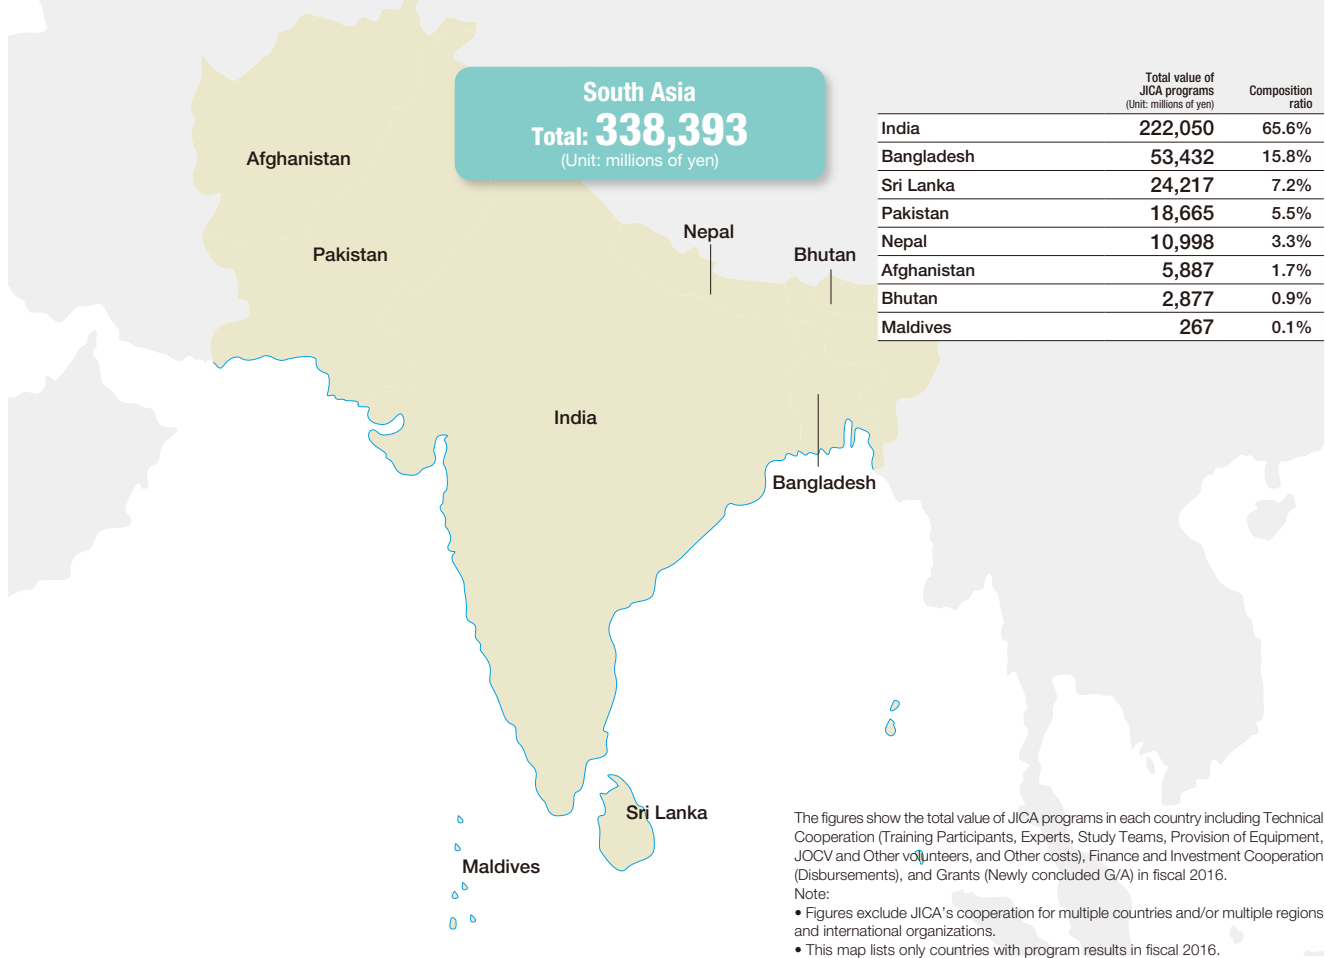 South Asia
Total: 338,393
(Unit: millions of yen)
Total value of
JICA programs
(Unit: millions of yen)
Composition
ratio
India 222,050 65.6%
Bangladesh 53,432 15.8%
Sri Lanka 24,217 7.2%
Pakistan 18,665 5.5%
Nepal 10,998 3.3%
Afghanistan 5,887 1.7%
Bhutan 2,877 0.9%
Maldives 267 0.1%
Afghanistan
Pakistan
Nepal
Bhutan
India
Bangladesh
Sri Lanka
Maldives
The figures show the total value of JICA programs in each country including Technical
Cooperation (Training Participants, Experts, Study Teams, Provision of Equipment,
JOCV and Other volunteers, and Other costs), Finance and Investment Cooperation
(Disbursements), and Grants (Newly concluded G/A) in fiscal 2016.
Note:
• Figures exclude JICA's cooperation for multiple countries and/or multiple regions
and international organizations.
• This map lists only countries with program results in fiscal 2016.